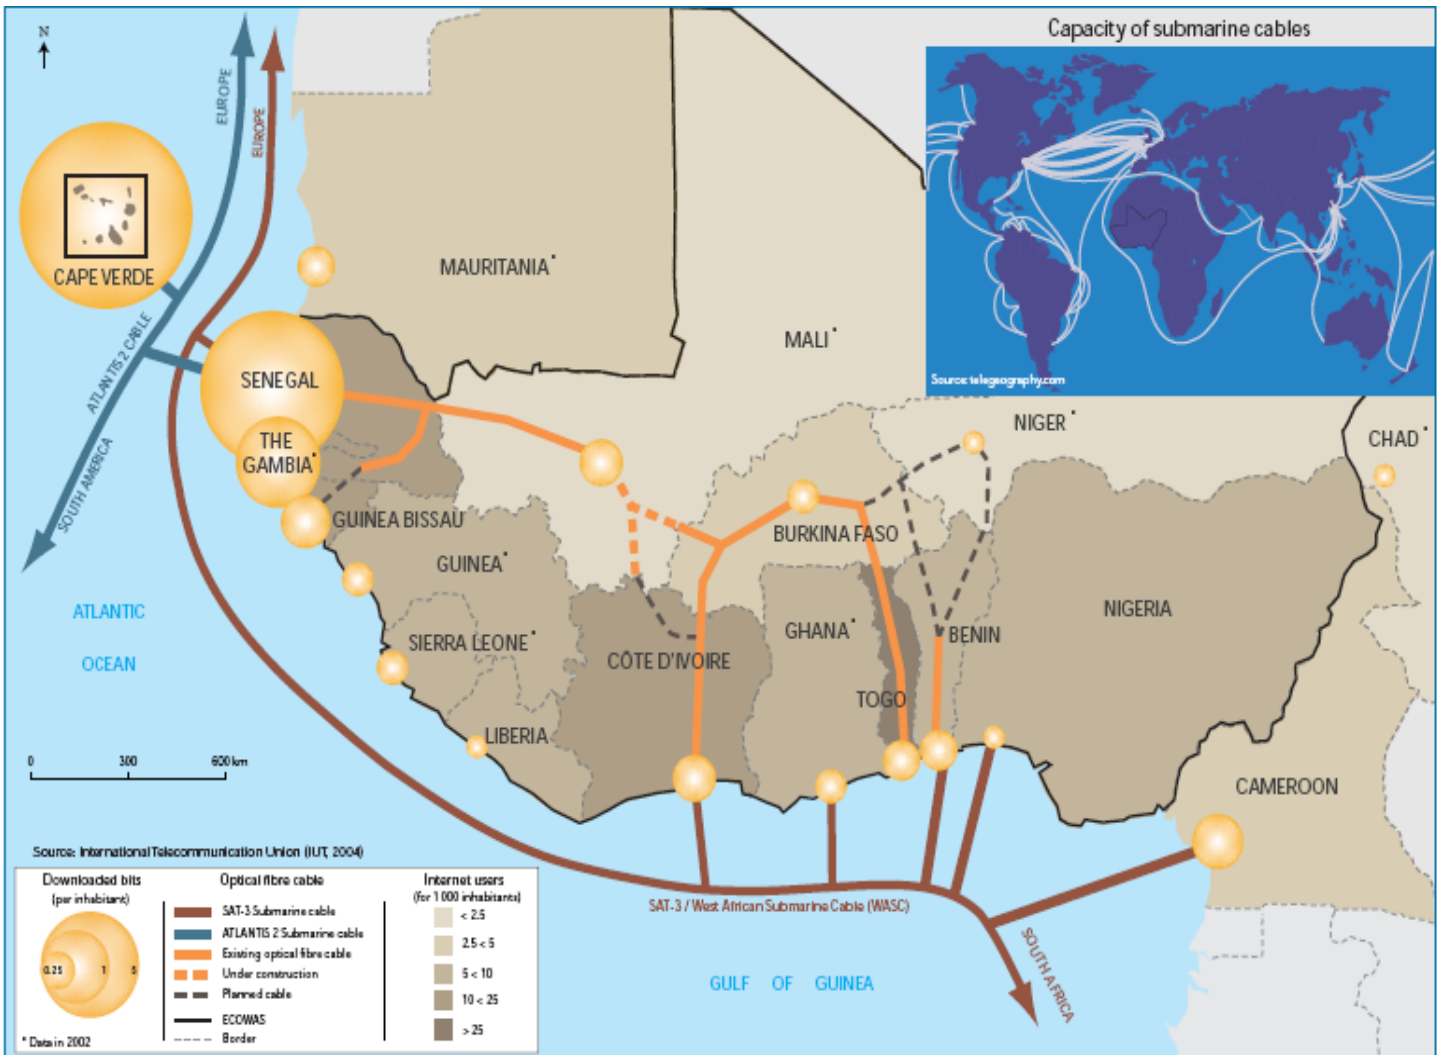 Capacity of submarine cables
N
EUROPE
EUROPE
CAPE VERDE
MAURITANIA*
MALI*
Source: telegeography.com
ATLANTIS 2 CABLE
SOUTH AMERICA
SENEGAL
THE
GAMBIA*
NIGER*
CHAD*
GUINEA BISSAU
BURKINA FASO
GUINEA*
ATLANTIC
OCEAN
SIERRA LEONE*
CÔTE D'IVOIRE
GHANA*
BENIN
NIGERIA
TOGO
LIBERIA
0 300 600 km
CAMEROON
SAT-3 / West African Submarine Cable (WASC)
SOUTH AFRICA
GULF OF GUINEA
Source: International Telecommunication Union (IUT, 2004)
Downloaded bits
(per inhabitant)
0.25 1 5
* Data in 2002
Optical fibre cable
SAT-3 Submarine cable
ATLANTIS 2 Submarine cable
Existing optical fibre cable
Under construction
Planned cable
ECOWAS
Border
Internet users
(for 1 000 inhabitants)
< 2.5
2.5 < 5
5 < 10
10 < 25
> 25